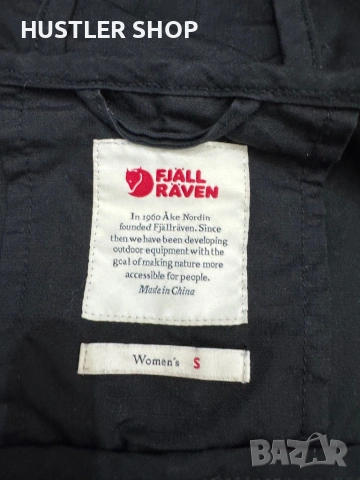 HUSTLER SHOP
FJÄLL
RÄVEN
In 1960 Åke Nordin
founded Fjällräven. Since
then we have been developing
outdoor equipment with the
goal of making nature more
accessible for people.
Made in China
Women's S
BAZAR